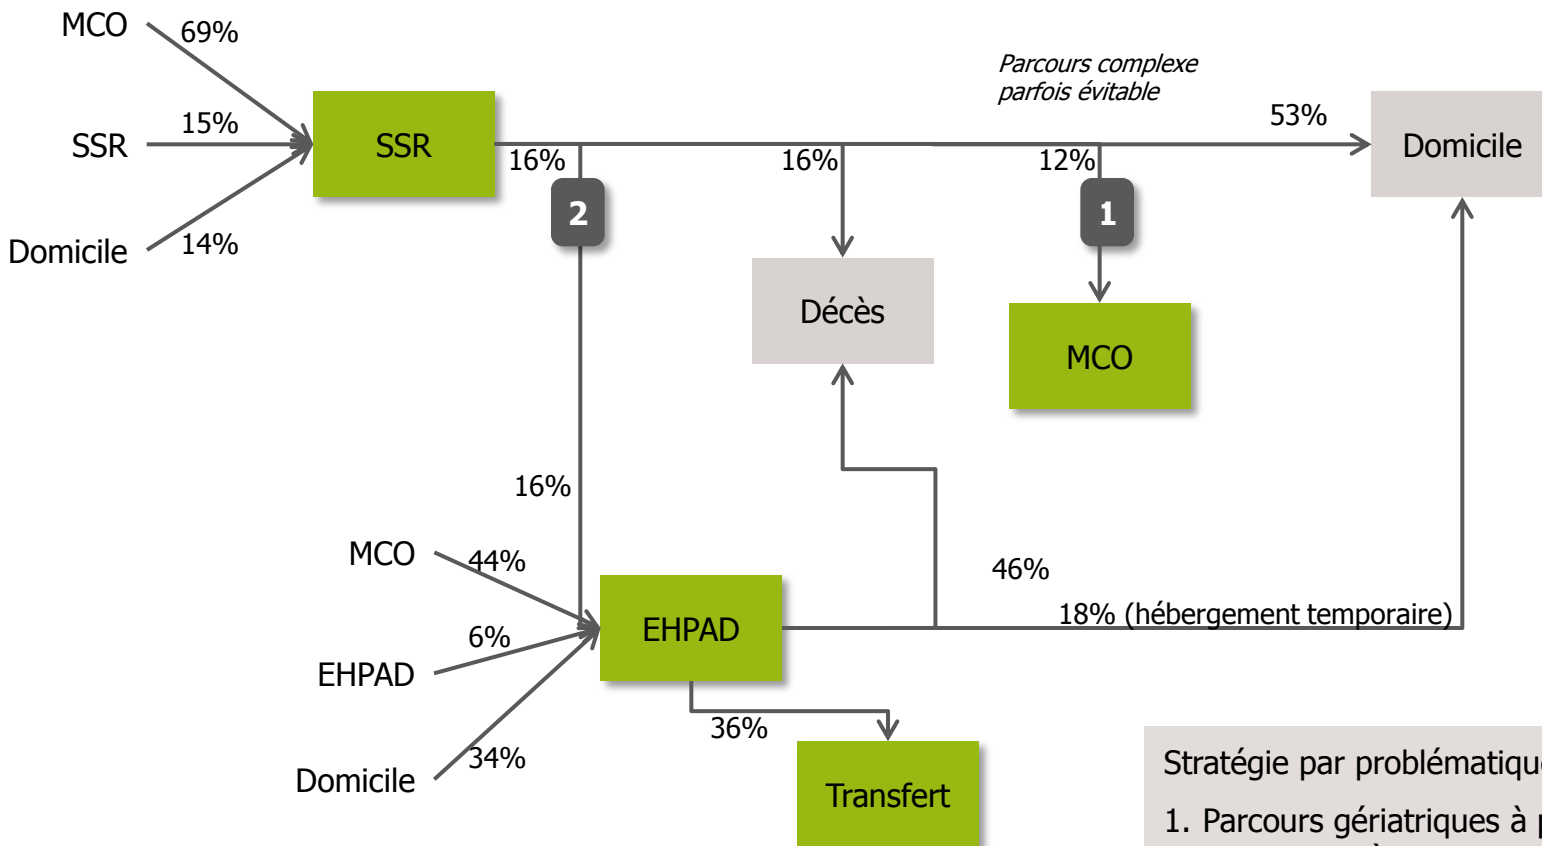 MCO
69%
Parcours complexe
parfois évitable
53%
15%
SSR
SSR
16%
16%
12%
Domicile
2
1
Domicile
14%
Décès
MCO
16%
MCO
44%
46%
18% (hébergement temporaire)
EHPAD
6%
EHPAD
36%
34%
Domicile
Transfert
Stratégie par problématique
1. Parcours gériatriques à